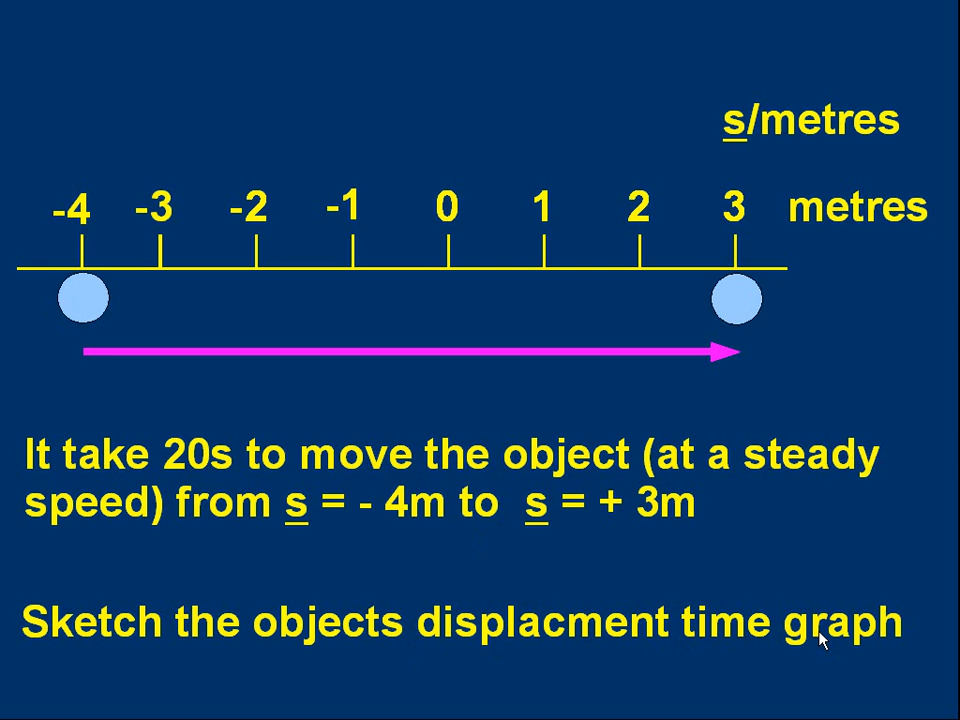 s/metres
-4 -3 -2 -1 0 1 2 3 metres
It take 20s to move the object (at a steady
speed) from s = - 4m to s = + 3m
Sketch the objects displacment time graph